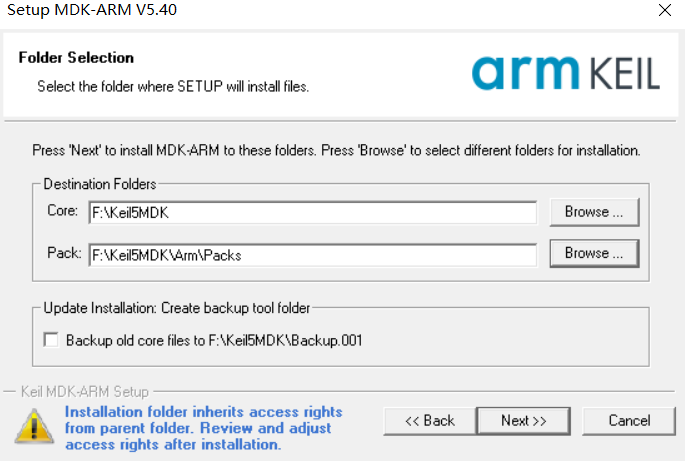 Setup MDK-ARM V5.40
Folder Selection
Select the folder where SETUP will install files.
arm KEIL
Press 'Next' to install MDK-ARM to these folders. Press 'Browse' to select different folders for installation.
Destination Folders
Core: F:\Keil5MDK Browse ...
Pack: F:\Keil5MDK\Arm\Packs Browse ...
Update Installation: Create backup tool folder
Backup old core files to F:\Keil5MDK\Backup.001
Keil MDK-ARM Setup
Installation folder inherits access rights
from parent folder. Review and adjust
access rights after installation.
<< Back Next >> Cancel